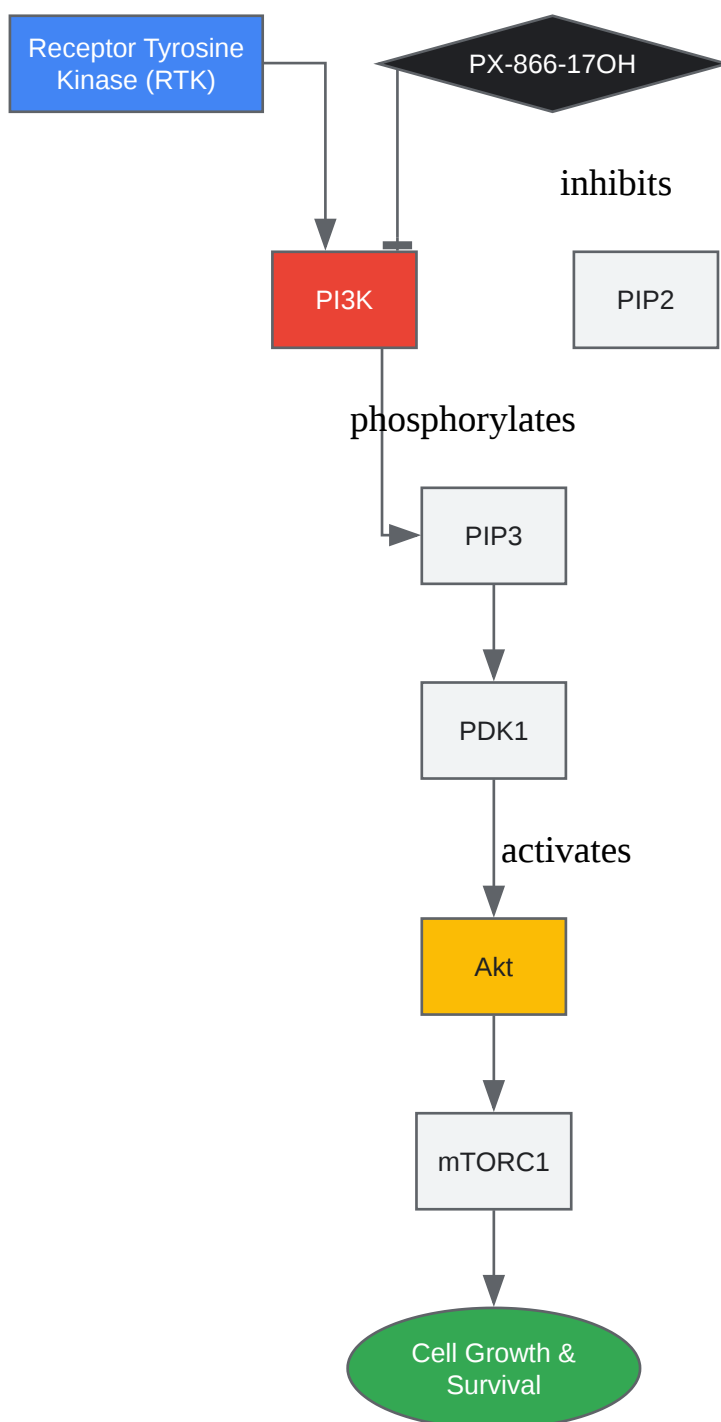 Receptor Tyrosine
Kinase (RTK)
PX-866-17OH
inhibits
PI3K
PIP2
phosphorylates
PIP3
PDK1
activates
Akt
mTORC1
Cell Growth &
Survival